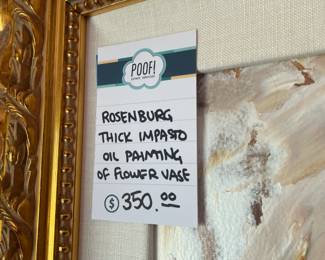 POOF!
ROSENBURG
THICK IMPASTO
OIL PAINTING
OF FLOWER VASE
$ 350.00